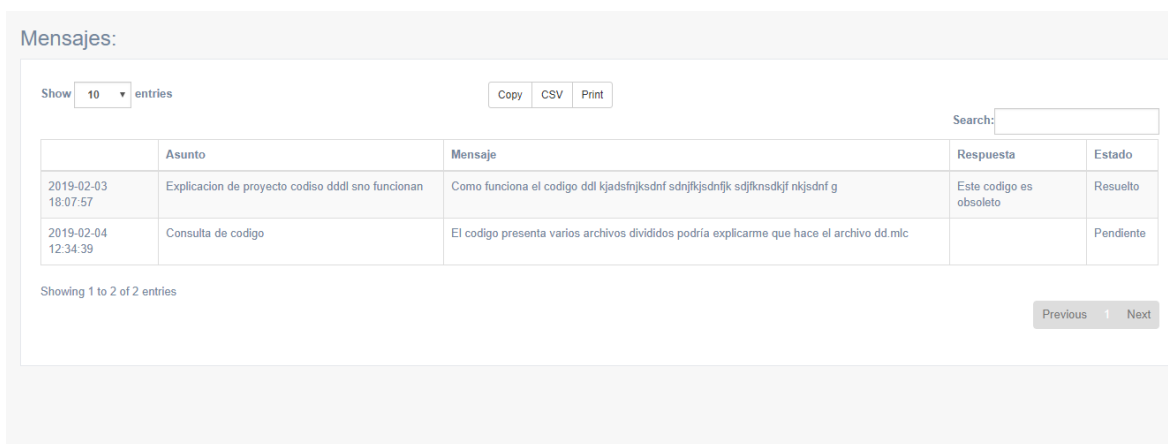 Mensajes:
Show 10 entries
Copy CSV Print
Search:
Asunto Mensaje Respuesta Estado
2019-02-03 18:07:57 Explicacion de proyecto codiso dddl sno funcionan Como funciona el codigo ddl kjadsfnjksdnf sdnjfkjsdnfjk sdjfknsdkjf nkjsdnf g Este codigo es obsoleto Resuelto
2019-02-04 12:34:39 Consulta de codigo El codigo presenta varios archivos divididos podría explicarme que hace el archivo dd.mlc Pendiente
Showing 1 to 2 of 2 entries
Previous 1 Next